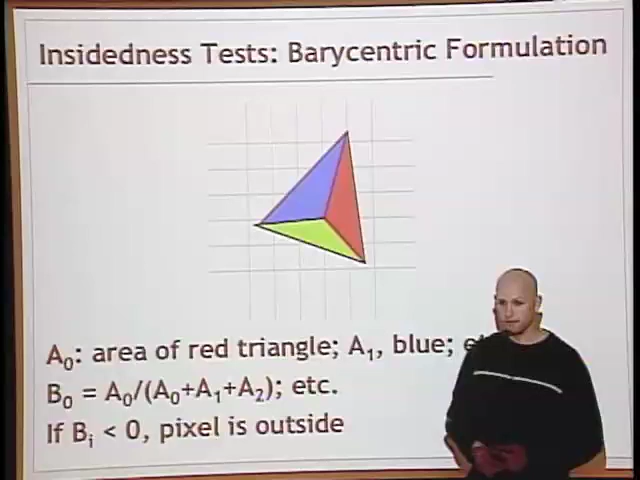 Insidedness Tests: Barycentric Formulation
A₀: area of red triangle; A₁, blue;
B₀ = A₀/(A₀+A₁+A₂); etc.
If Bᵢ < 0, pixel is outside